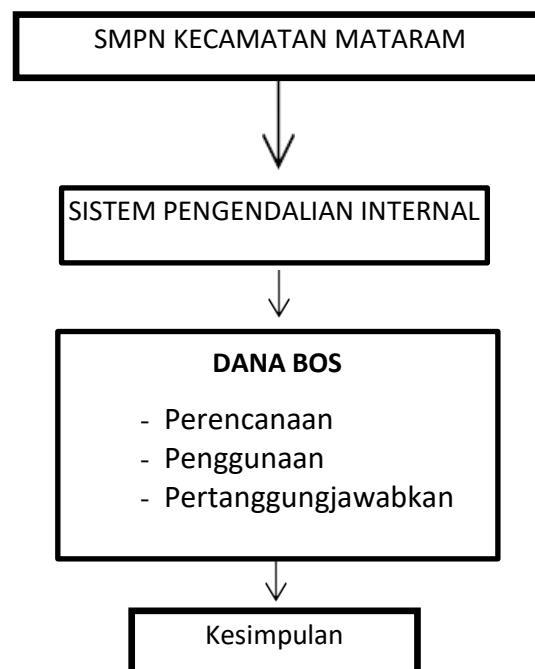 SMPN KECAMATAN MATARAM
SISTEM PENGENDALIAN INTERNAL
DANA BOS
- Perencanaan
- Penggunaan
- Pertanggungjawabkan
Kesimpulan